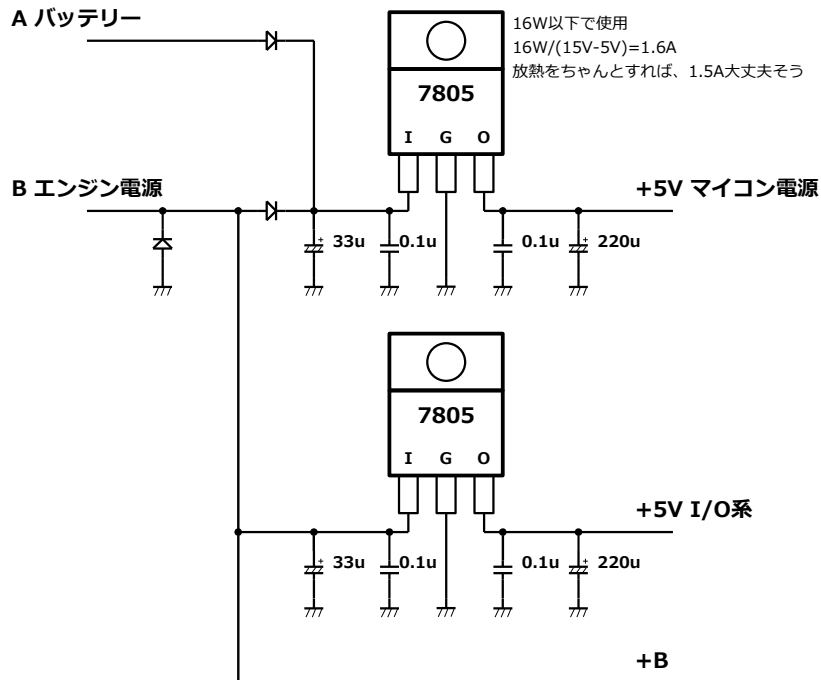 A バッテリー
16W以下で使用
16W/(15V-5V)=1.6A
放熱をちゃんとすれば、1.5A大丈夫そう
7805
I G O
B エンジン電源
+5V マイコン電源
+ 33u 0.1u 0.1u + 220u
7805
I G O
+5V I/O系
+ 33u 0.1u 0.1u + 220u
+B